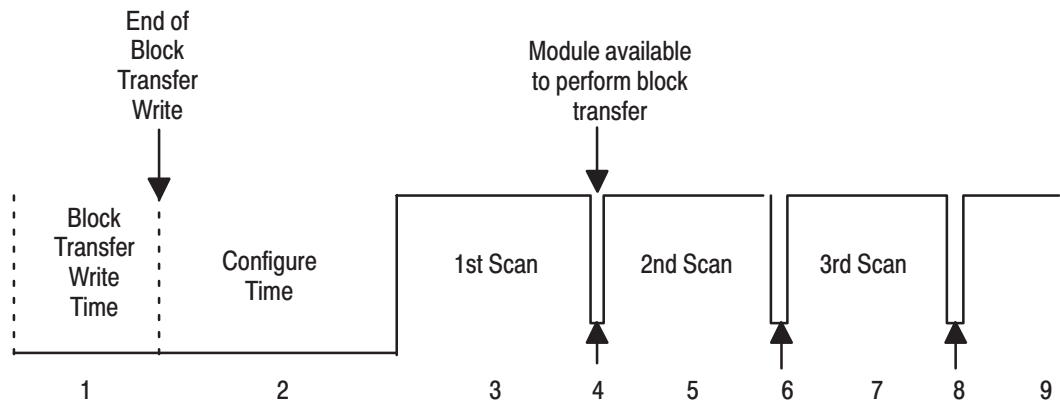 End of
Block
Transfer
Write
Module available
to perform block
transfer
Block
Transfer
Write
Time
Configure
Time
1st Scan
2nd Scan
3rd Scan
1 2 3 4 5 6 7 8 9